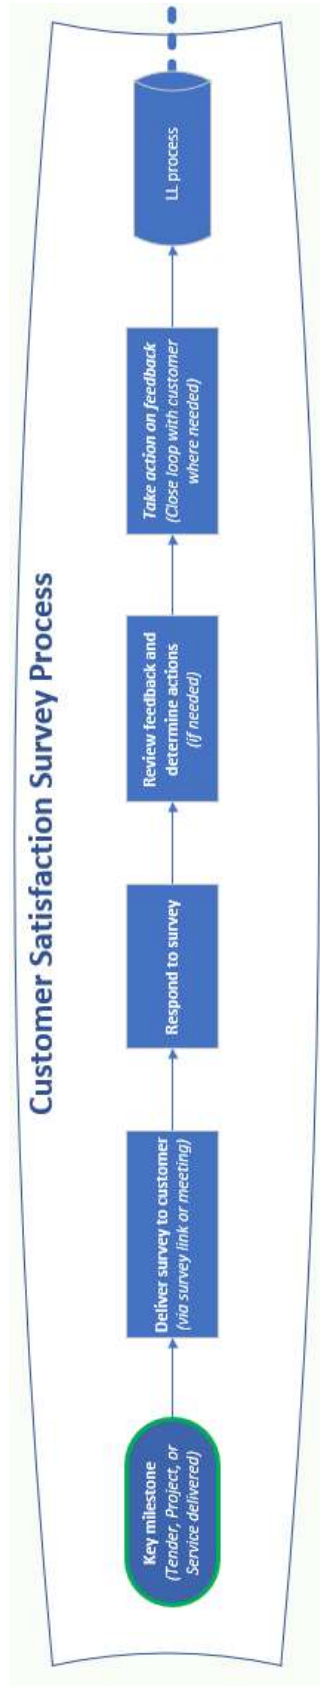 Customer Satisfaction Survey Process
Key milestone
(Tender, Project, or
Service delivered)
Deliver survey to customer
(via survey link or meeting)
Respond to survey
Review feedback and
determine actions
(if needed)
Take action on feedback
(Close loop with customer
where needed)
LL process